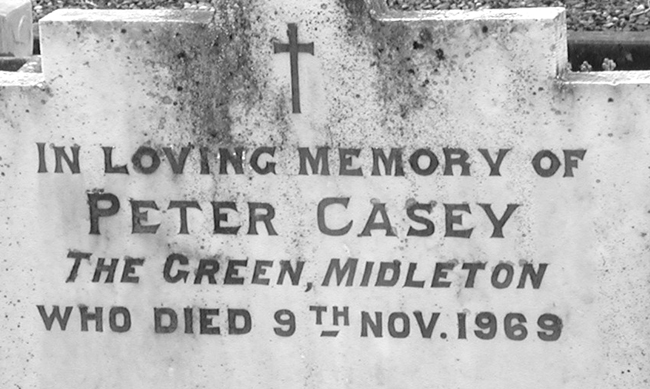 IN LOVING MEMORY OF
PETER CASEY
THE GREEN, MIDLETON
WHO DIED 9TH NOV. 1969